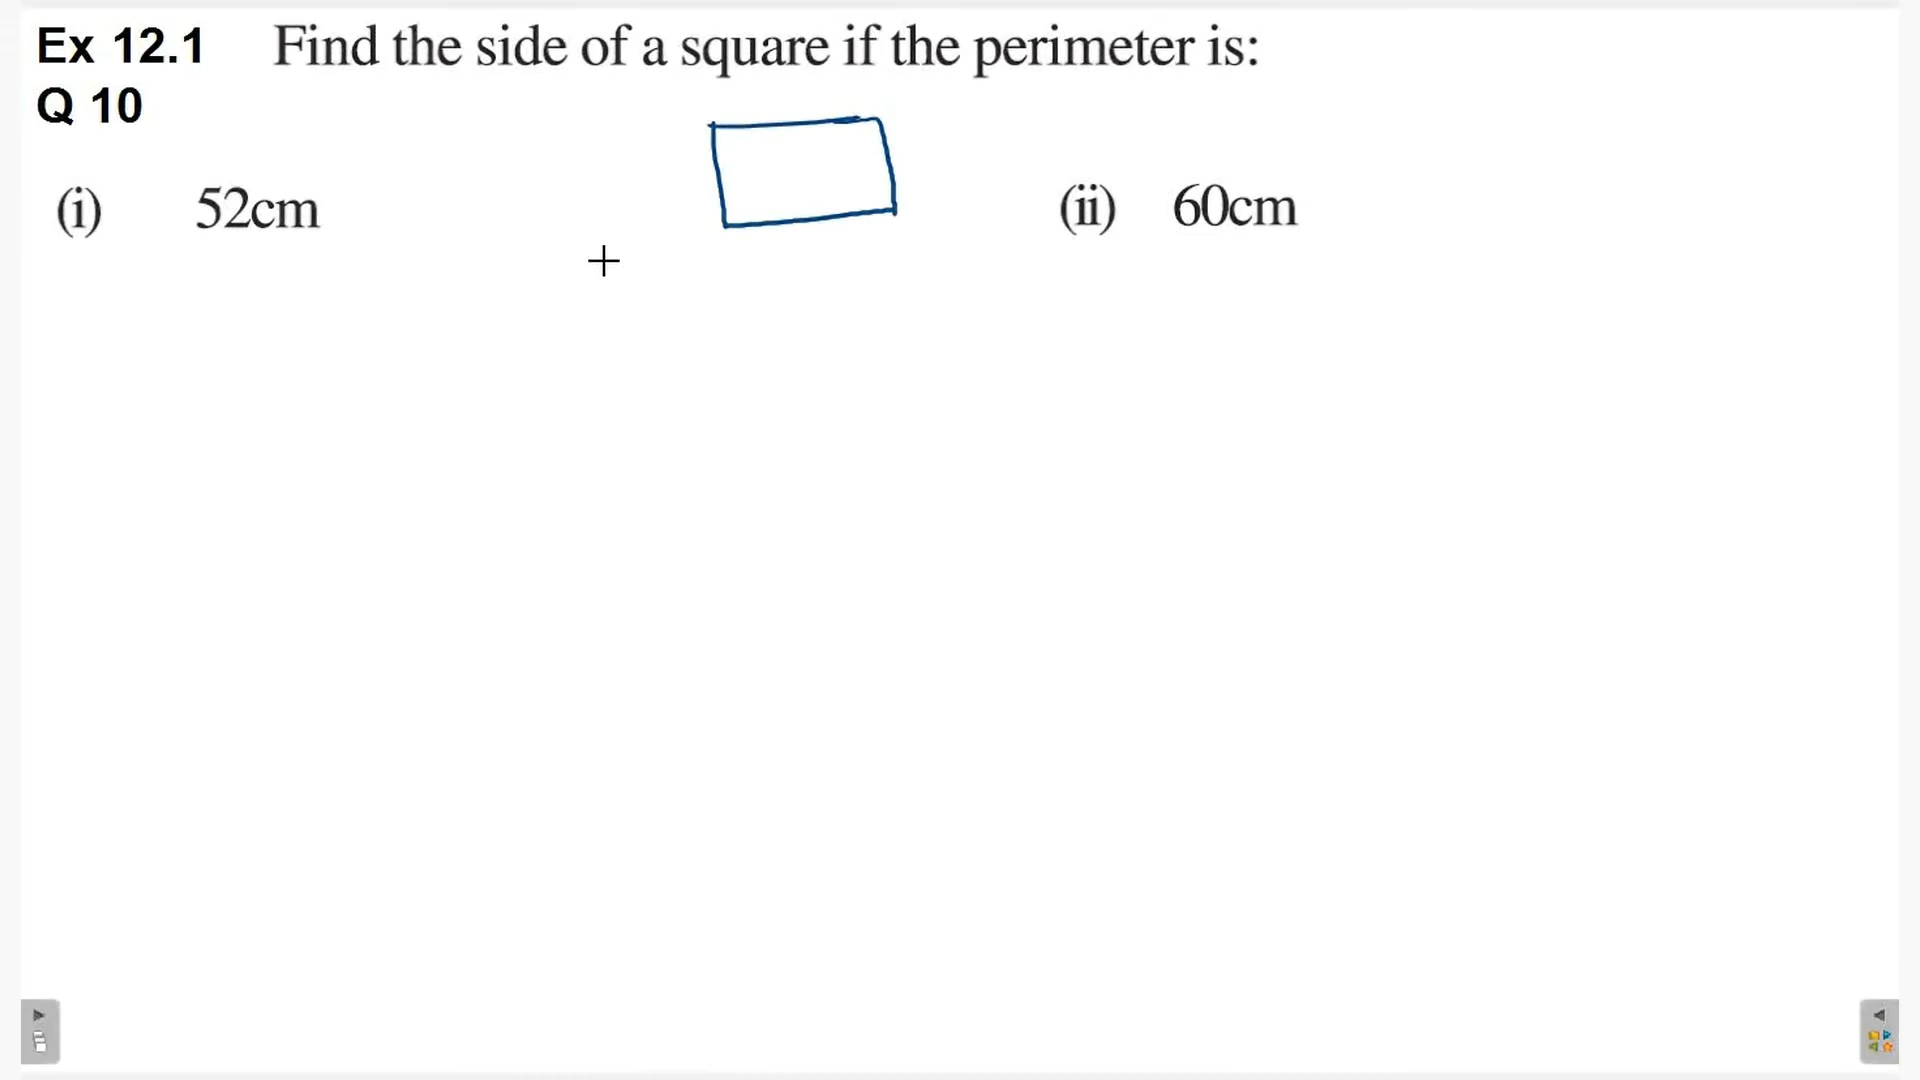 Ex 12.1 Find the side of a square if the perimeter is:
Q 10
(i) 52cm (ii) 60cm